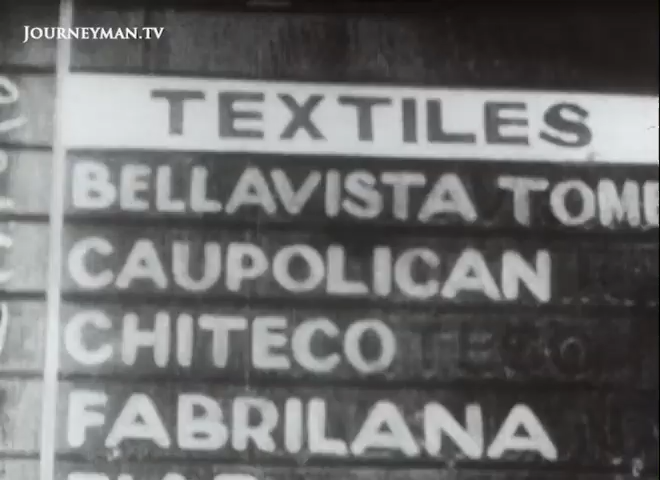 JOURNEYMAN.TV
TEXTILES
BELLAVISTA TOME
CAUPOLICAN
CHITECO
FABRILANA